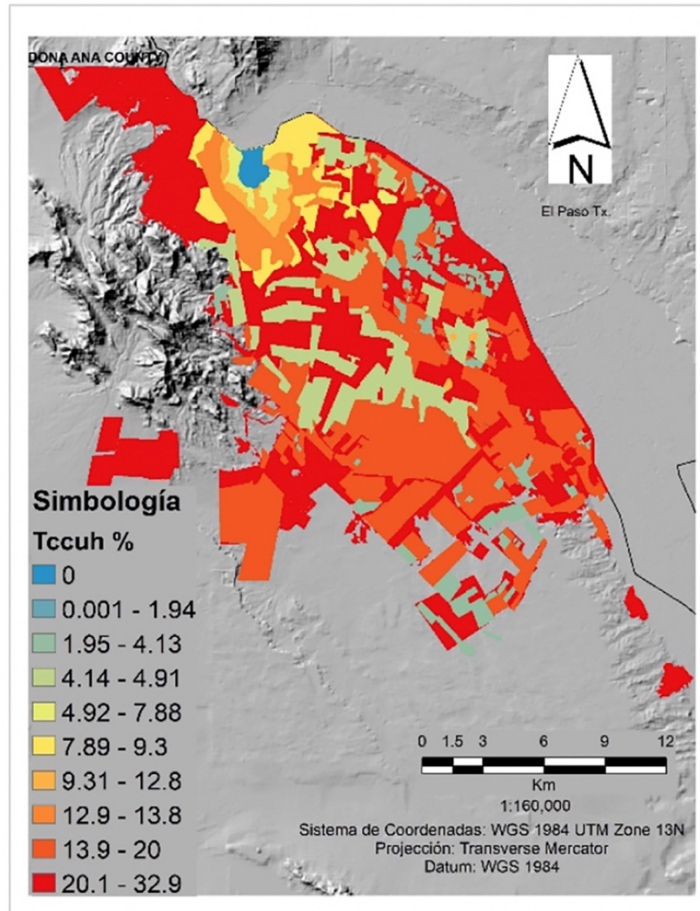 DONA ANA COUNTY
N
El Paso Tx.
Simbología
Tccuh %
0
0.001 - 1.94
1.95 - 4.13
4.14 - 4.91
4.92 - 7.88
7.89 - 9.3
9.31 - 12.8
12.9 - 13.8
13.9 - 20
20.1 - 32.9
0 1.5 3 6 9 12
Km
1:160,000
Sistema de Coordenadas: WGS 1984 UTM Zone 13N
Projección: Transverse Mercator
Datum: WGS 1984